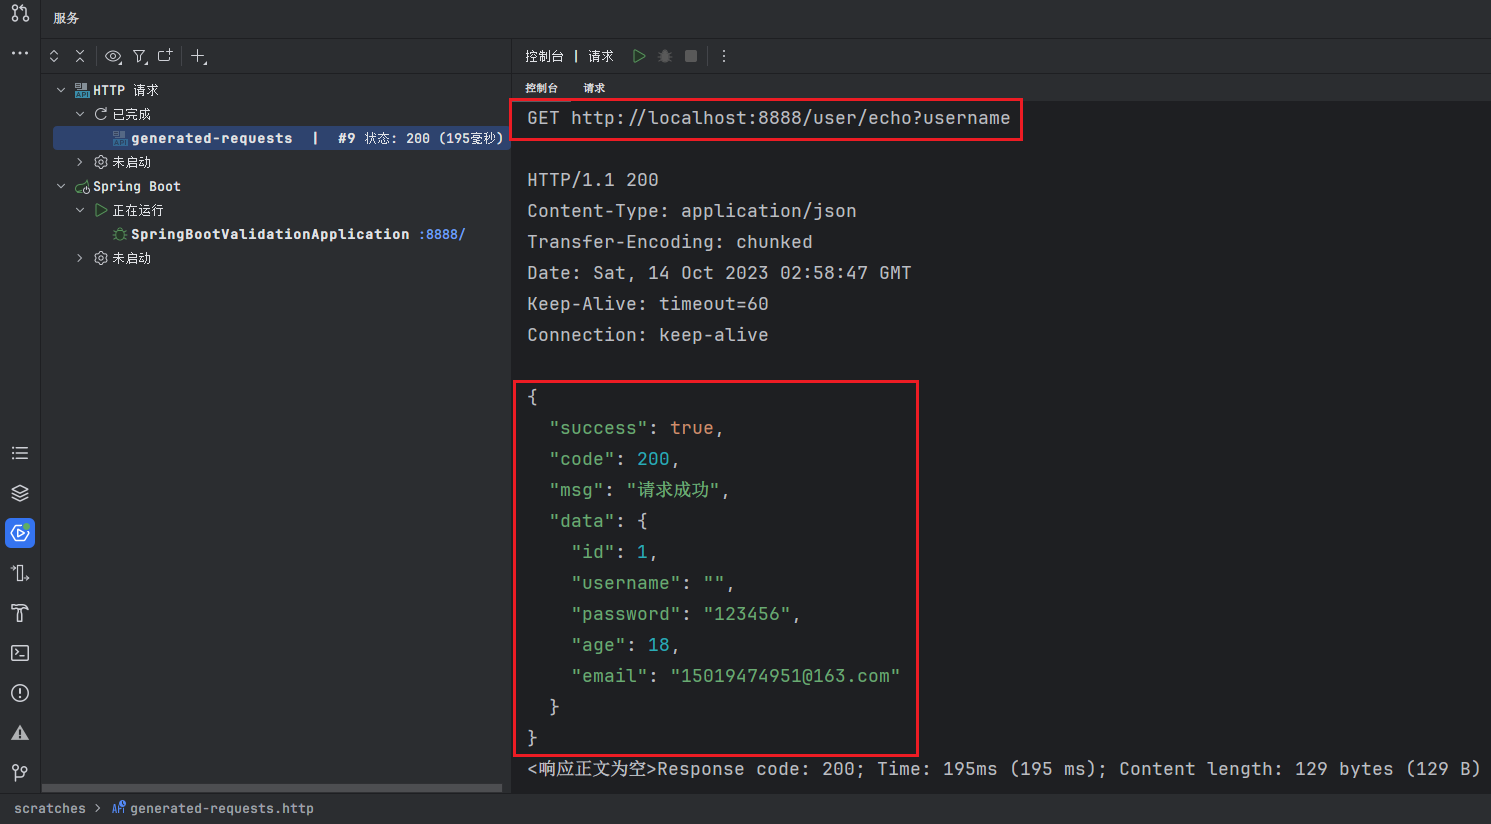 服务
HTTP 请求
已完成
generated-requests | #9 状态: 200 (195毫秒)
未启动
Spring Boot
正在运行
SpringBootValidationApplication :8888/
未启动
控制台 | 请求
控制台 请求
GET http://localhost:8888/user/echo?username
HTTP/1.1 200
Content-Type: application/json
Transfer-Encoding: chunked
Date: Sat, 14 Oct 2023 02:58:47 GMT
Keep-Alive: timeout=60
Connection: keep-alive
{
"success": true,
"code": 200,
"msg": "请求成功",
"data": {
"id": 1,
"username": "",
"password": "123456",
"age": 18,
"email": "15019474951@163.com"
}
}
<响应正文为空>Response code: 200; Time: 195ms (195 ms); Content length: 129 bytes (129 B)
scratches > generated-requests.http